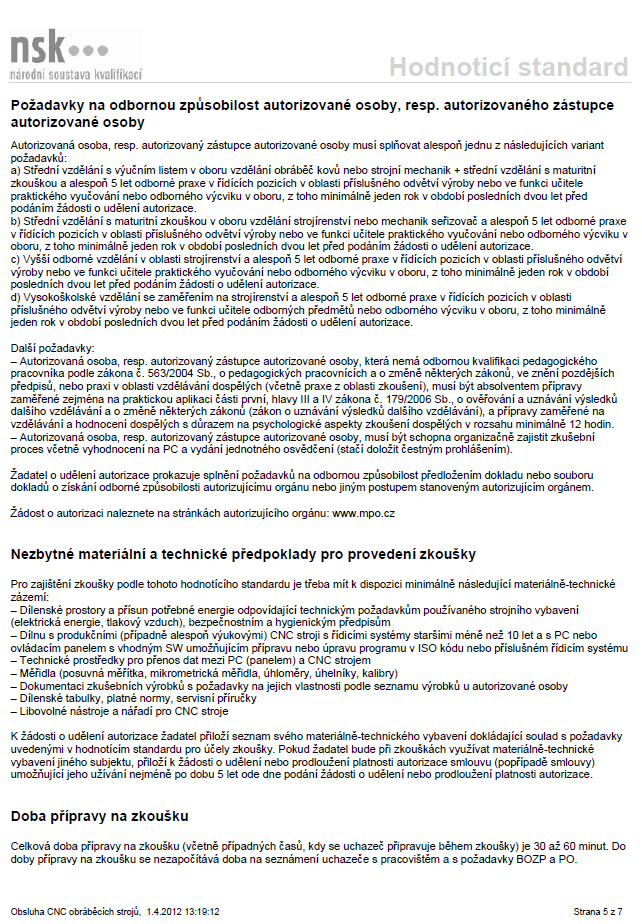 nsk
národní soustava kvalifikací
Hodnoticí standard
Požadavky na odbornou způsobilost autorizované osoby, resp. autorizovaného zástupce
autorizované osoby
Autorizovaná osoba, resp. autorizovaný zástupce autorizované osoby musí splňovat alespoň jednu z následujících variant
požadavků:
a) Střední vzdělání s výučním listem v oboru vzdělání obráběč kovů nebo strojní mechanik + střední vzdělání s maturitní
zkouškou a alespoň 5 let odborné praxe v řídících pozicích v oblasti příslušného odvětví výroby nebo ve funkci učitele
praktického vyučování nebo odborného výcviku v oboru, z toho minimálně jeden rok v období posledních dvou let před
podáním žádosti o udělení autorizace.
b) Střední vzdělání s maturitní zkouškou v oboru vzdělání strojírenství nebo mechanik seřizovač a alespoň 5 let odborné praxe
v řídících pozicích v oblasti příslušného odvětví výroby nebo ve funkci učitele praktického vyučování nebo odborného výcviku v
oboru, z toho minimálně jeden rok v období posledních dvou let před podáním žádosti o udělení autorizace.
c) Vyšší odborné vzdělání v oblasti strojírenství a alespoň 5 let odborné praxe v řídících pozicích v oblasti příslušného odvětví
výroby nebo ve funkci učitele praktického vyučování nebo odborného výcviku v oboru, z toho minimálně jeden rok v období
posledních dvou let před podáním žádosti o udělení autorizace.
d) Vysokoškolské vzdělání se zaměřením na strojírenství a alespoň 5 let odborné praxe v řídících pozicích v oblasti
příslušného odvětví výroby nebo ve funkci učitele odborných předmětů nebo odborného výcviku v oboru, z toho minimálně
jeden rok v období posledních dvou let před podáním žádosti o udělení autorizace.
Další požadavky:
– Autorizovaná osoba, resp. autorizovaný zástupce autorizované osoby, která nemá odbornou kvalifikaci pedagogického
pracovníka podle zákona č. 563/2004 Sb., o pedagogických pracovnících a o změně některých zákonů, ve znění pozdějších
předpisů, nebo praxi v oblasti vzdělávání dospělých (včetně praxe z oblasti zkoušení), musí být absolventem přípravy
zaměřené zejména na praktickou aplikaci části první, hlavy III a IV zákona č. 179/2006 Sb., o ověřování a uznávání výsledků
dalšího vzdělávání a o změně některých zákonů (zákon o uznávání výsledků dalšího vzdělávání), a přípravy zaměřené na
vzdělávání a hodnocení dospělých s důrazem na psychologické aspekty zkoušení dospělých v rozsahu minimálně 12 hodin.
– Autorizovaná osoba, resp. autorizovaný zástupce autorizované osoby, musí být schopna organizačně zajistit zkušební
proces včetně vyhodnocení na PC a vydání jednotného osvědčení (stačí doložit čestným prohlášením).
Žadatel o udělení autorizace prokazuje splnění požadavků na odbornou způsobilost předložením dokladu nebo souboru
dokladů o získání odborné způsobilosti autorizujícímu orgánu nebo jiným postupem stanoveným autorizujícím orgánem.
Žádost o autorizaci naleznete na stránkách autorizujícího orgánu: www.mpo.cz
Nezbytné materiální a technické předpoklady pro provedení zkoušky
Pro zajištění zkoušky podle tohoto hodnotícího standardu je třeba mít k dispozici minimálně následující materiálně-technické
zázemí:
– Dílenské prostory a přísun potřebné energie odpovídající technickým požadavkům používaného strojního vybavení
(elektrická energie, tlakový vzduch), bezpečnostním a hygienickým předpisům
– Dílnu s produkčními (případně alespoň výukovými) CNC stroji s řídicími systémy staršími méně než 10 let a s PC nebo
ovládacím panelem s vhodným SW umožňujícím přípravu nebo úpravu programu v ISO kódu nebo příslušném řídicím systému
– Technické prostředky pro přenos dat mezi PC (panelem) a CNC strojem
– Měřidla (posuvná měřítka, mikrometrická měřidla, úhloměry, úhelníky, kalibry)
– Dokumentaci zkušebních výrobků s požadavky na jejich vlastnosti podle seznamu výrobků u autorizované osoby
– Dílenské tabulky, platné normy, servisní příručky
– Libovolné nástroje a nářadí pro CNC stroje
K žádosti o udělení autorizace žadatel přiloží seznam svého materiálně-technického vybavení dokládající soulad s požadavky
uvedenými v hodnotícím standardu pro účely zkoušky. Pokud žadatel bude při zkouškách využívat materiálně-technické
vybavení jiného subjektu, přiloží k žádosti o udělení nebo prodloužení platnosti autorizace smlouvu (popřípadě smlouvy)
umožňující jeho užívání nejméně po dobu 5 let ode dne podání žádosti o udělení nebo prodloužení platnosti autorizace.
Doba přípravy na zkoušku
Celková doba přípravy na zkoušku (včetně případných časů, kdy se uchazeč připravuje během zkoušky) je 30 až 60 minut. Do
doby přípravy na zkoušku se nezapočítává doba na seznámení uchazeče s pracovištěm a s požadavky BOZP a PO.
Obsluha CNC obráběcích strojů, 1.4.2012 13:19:12
Strana 5 z 7